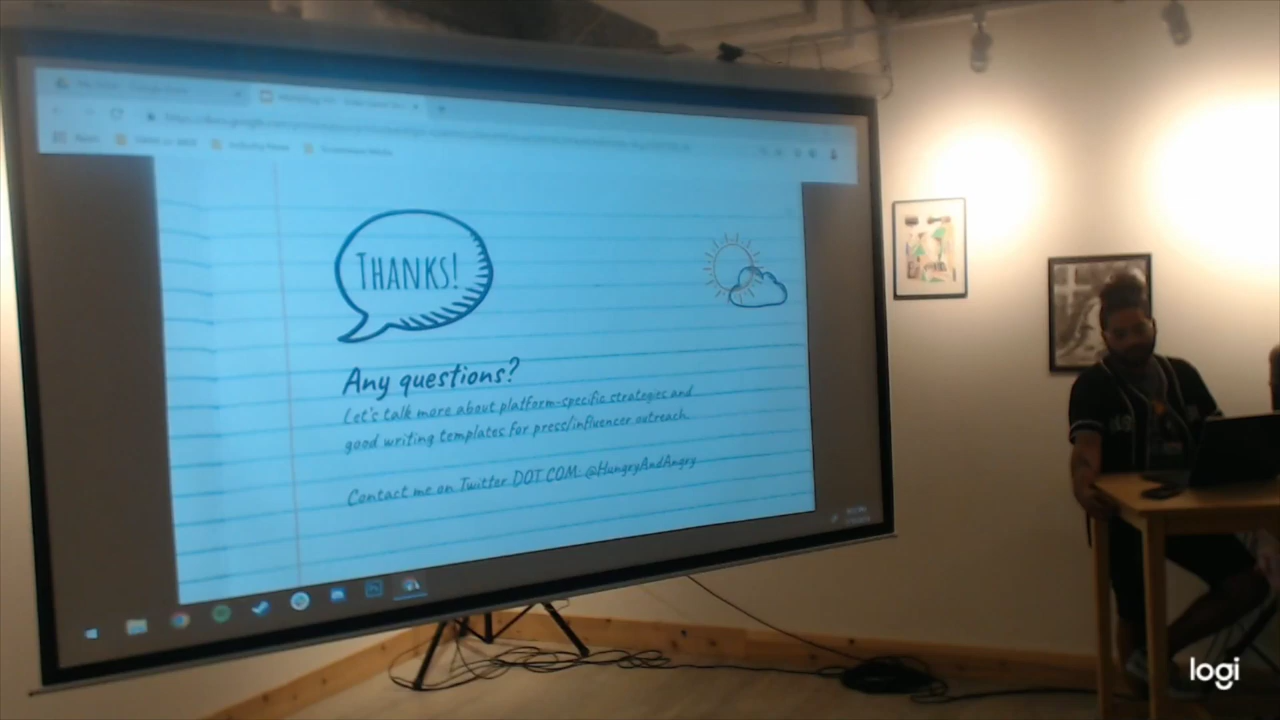 THANKS!
Any questions?
Let's talk more about platform-specific strategies and
good writing templates for press/influencer outreach.
Contact me on Twitter DOT COM: @HungryAndAngry
logi